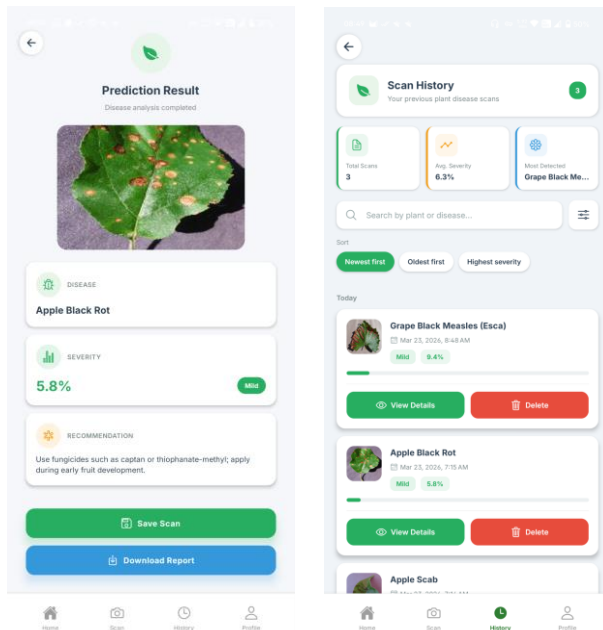 Prediction Result
Disease analysis completed
DISEASE
Apple Black Rot
SEVERITY
5.8%
Mild
RECOMMENDATION
Use fungicides such as captan or thiophanate-methyl; apply
during early fruit development.
Save Scan
Download Report
Home
Scan
History
Profile
Scan History
Your previous plant disease scans
3
Total Scans
3
Avg. Severity
6.3%
Most Detected
Grape Black Me...
Search by plant or disease...
Sort
Newest first
Oldest first
Highest severity
Today
Grape Black Measles (Esca)
Mar 23, 2026, 8:48 AM
Mild
9.4%
View Details
Delete
Apple Black Rot
Mar 23, 2026, 7:15 AM
Mild
5.8%
View Details
Delete
Apple Scab
Home
Scan
History
Profile